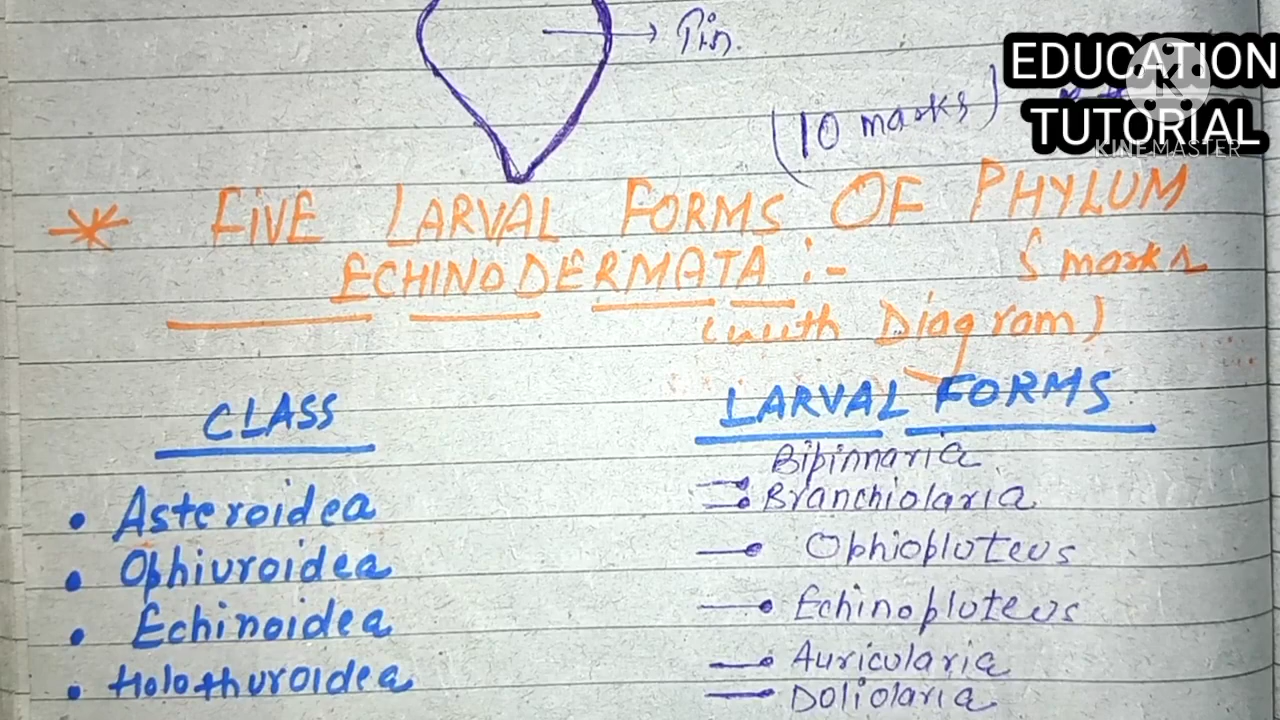 Pin.
(10 marks)
EDUCATION
TUTORIAL
KINEMASTER
* FiVE LARVAL FORMS OF PHYLUM
ECHINODERMATA :- 5 marks
(with Diagram)
CLASS LARVAL FORMS
Bipinnaria
• Asteroidea Branchiolaria
• Ophiuroidea Ophiopluteus
• Echinoidea Echinopluteus
• Holothuroidea Auricularia
Doliolaria